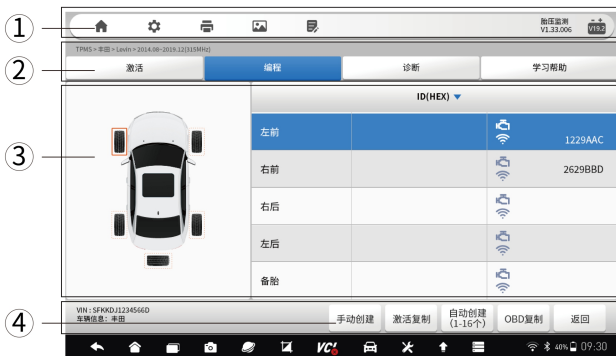 ①
胎压监测
V1.33.006
V19.2
TPMS > 丰田 > Levin > 2014.08-2019.12(315MHz)
②
激活 编程 诊断 学习帮助
ID(HEX) ▼
③
左前 1229AAC
右前 2629BBD
右后
左后
备胎
④
VIN : SFKKDJ1234566D
车辆信息：丰田
手动创建 激活复制 自动创建 OBD复制 返回
(1-16个)
VCI
40% 09:30